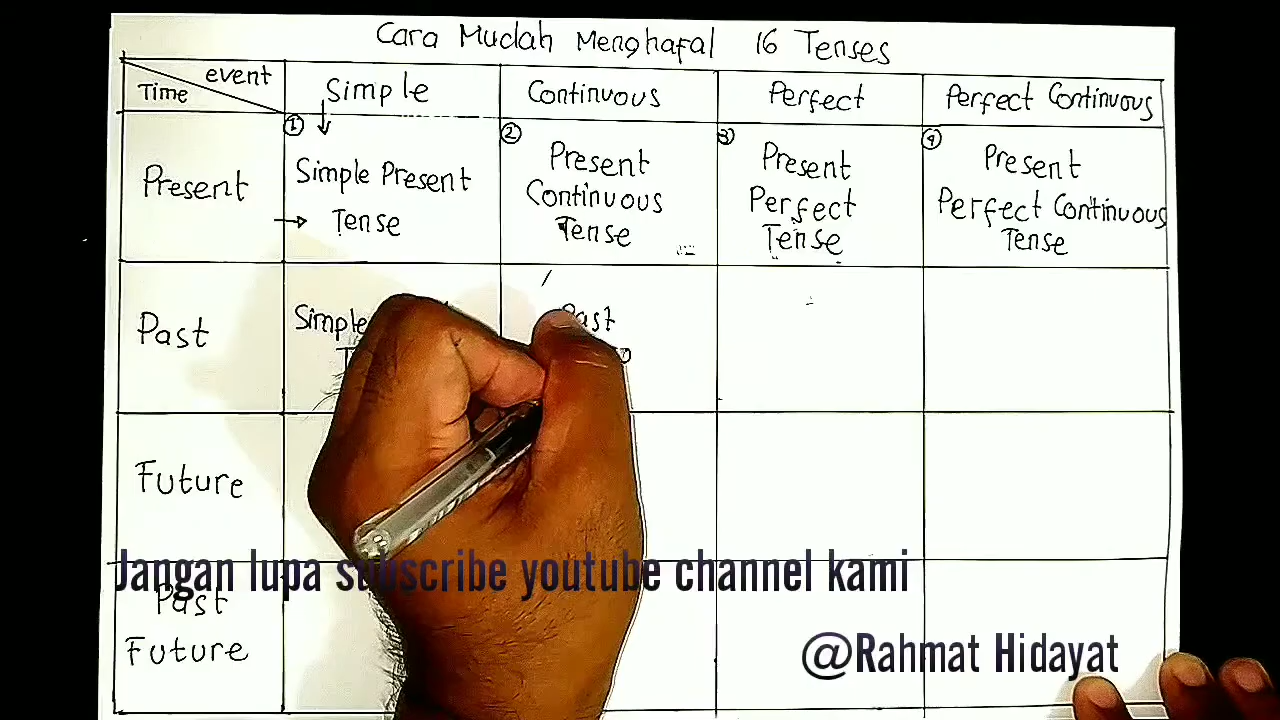 Cara Mudah Menghafal 16 Tenses
event
Time
Simple
Continuous
Perfect
Perfect Continuous
Present
1
Simple Present
Tense
2
Present
Continuous
Tense
3
Present
Perfect
Tense
4
Present
Perfect Continuous
Tense
Past
Simple
Past
Future
Past
Future
Jangan lupa subscribe youtube channel kami
@Rahmat Hidayat